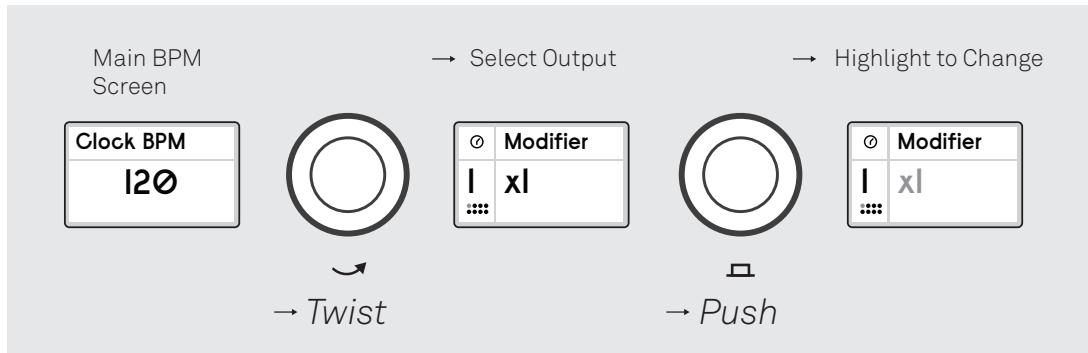 Main BPM
Screen
→ Select Output
→ Highlight to Change
Clock BPM
120
Modifier
1 x1
Modifier
1 x1
→ Twist
→ Push